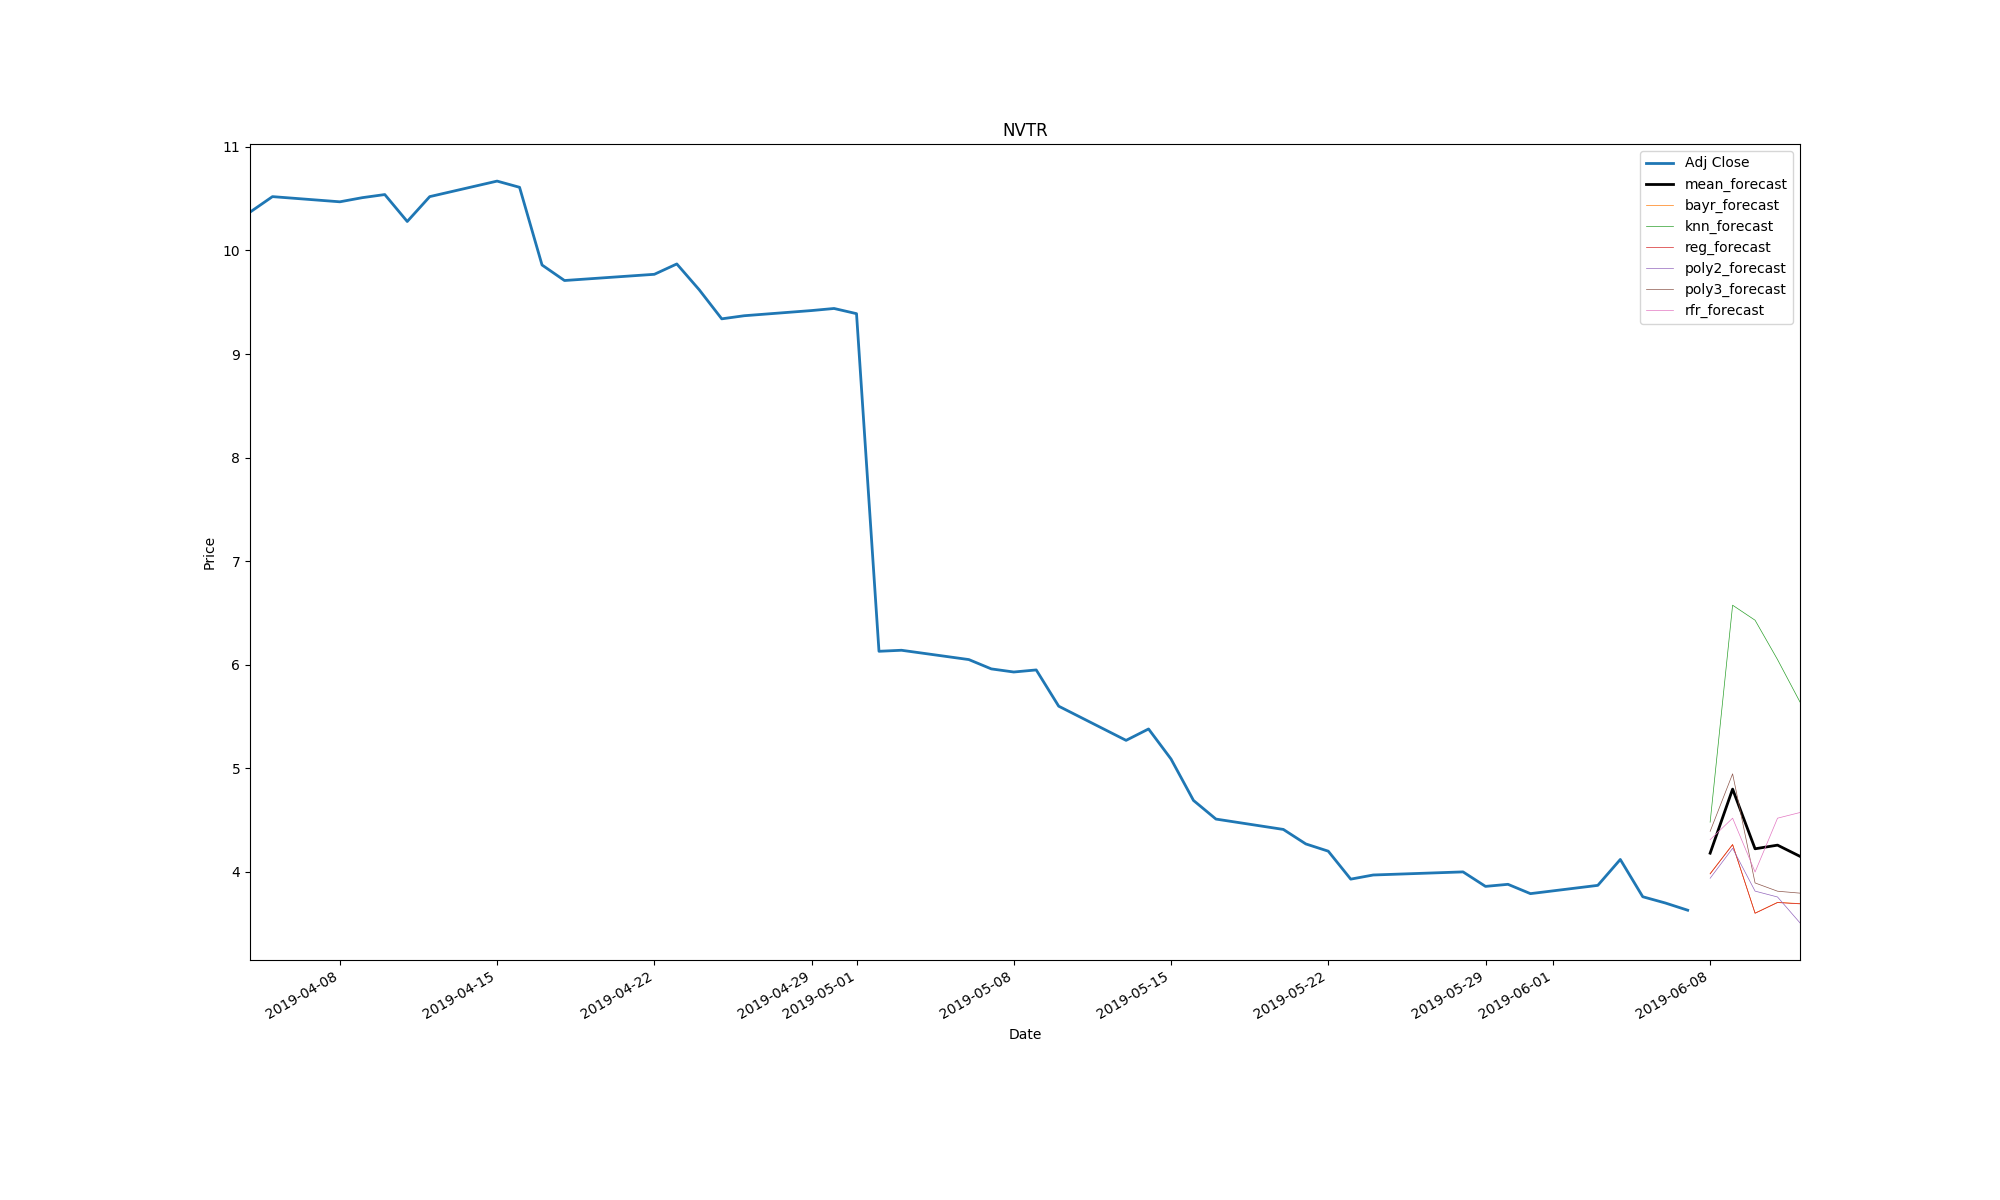 NVTR
11
10
9
8
7
6
5
4
Price
Adj Close
mean_forecast
bayr_forecast
knn_forecast
reg_forecast
poly2_forecast
poly3_forecast
rfr_forecast
2019-04-08
2019-04-15
2019-04-22
2019-04-29
2019-05-01
2019-05-08
2019-05-15
2019-05-22
2019-05-29
2019-06-01
2019-06-08
Date